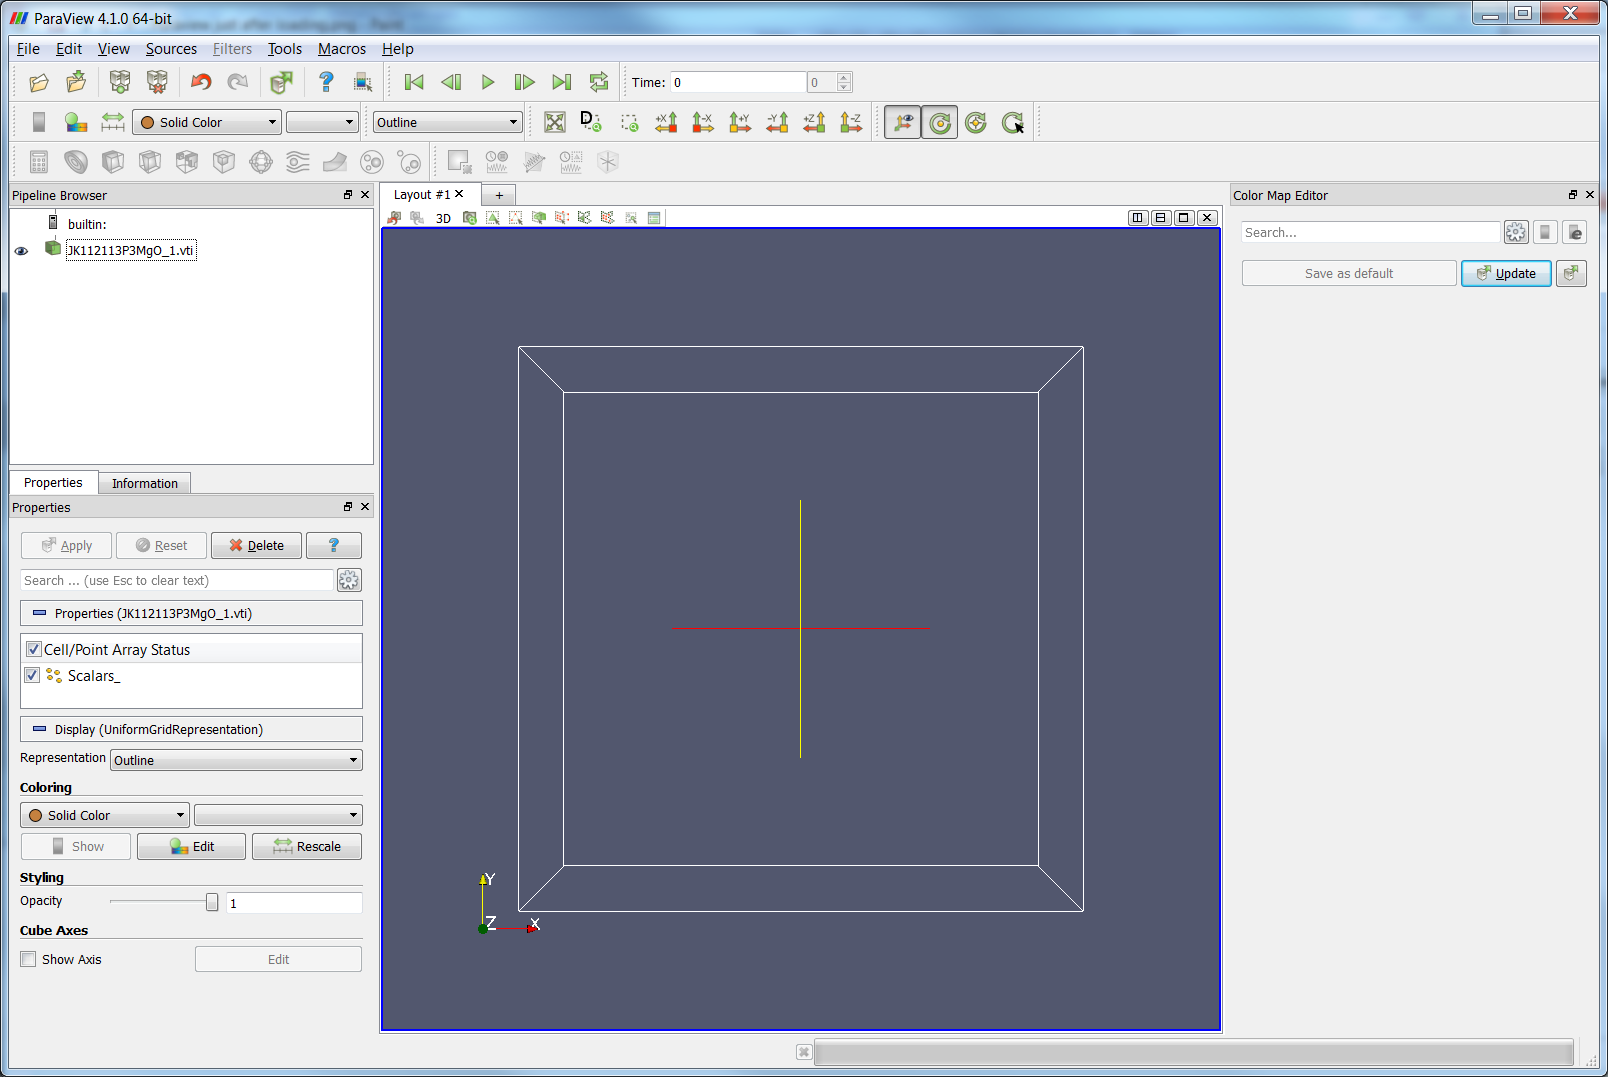 ParaView 4.1.0 64-bit
File Edit View Sources Filters Tools Macros Help
Time: 0 0
Solid Color Outline D +X -X +Y -Y +Z -Z
Pipeline Browser
builtin:
JK112113P3MgO_1.vti
Layout #1 +
3D
Color Map Editor
Search...
Save as default Update
Properties Information
Properties
Apply Reset Delete ?
Search ... (use Esc to clear text)
Properties (JK112113P3MgO_1.vti)
Cell/Point Array Status
Scalars_
Display (UniformGridRepresentation)
Representation Outline
Coloring
Solid Color
Show Edit Rescale
Styling
Opacity 1
Cube Axes
Show Axis Edit
Y
Z X